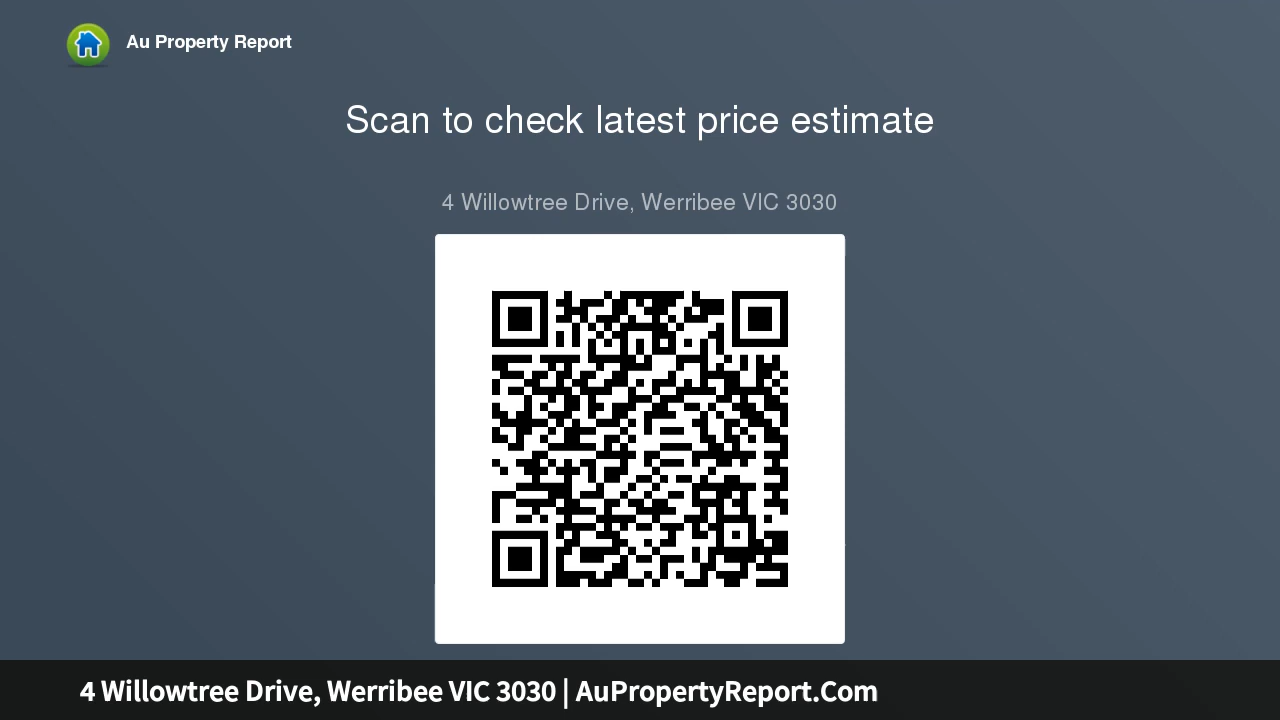 Au Property Report
Scan to check latest price estimate
4 Willowtree Drive, Werribee VIC 3030
4 Willowtree Drive, Werribee VIC 3030 | AuPropertyReport.Com